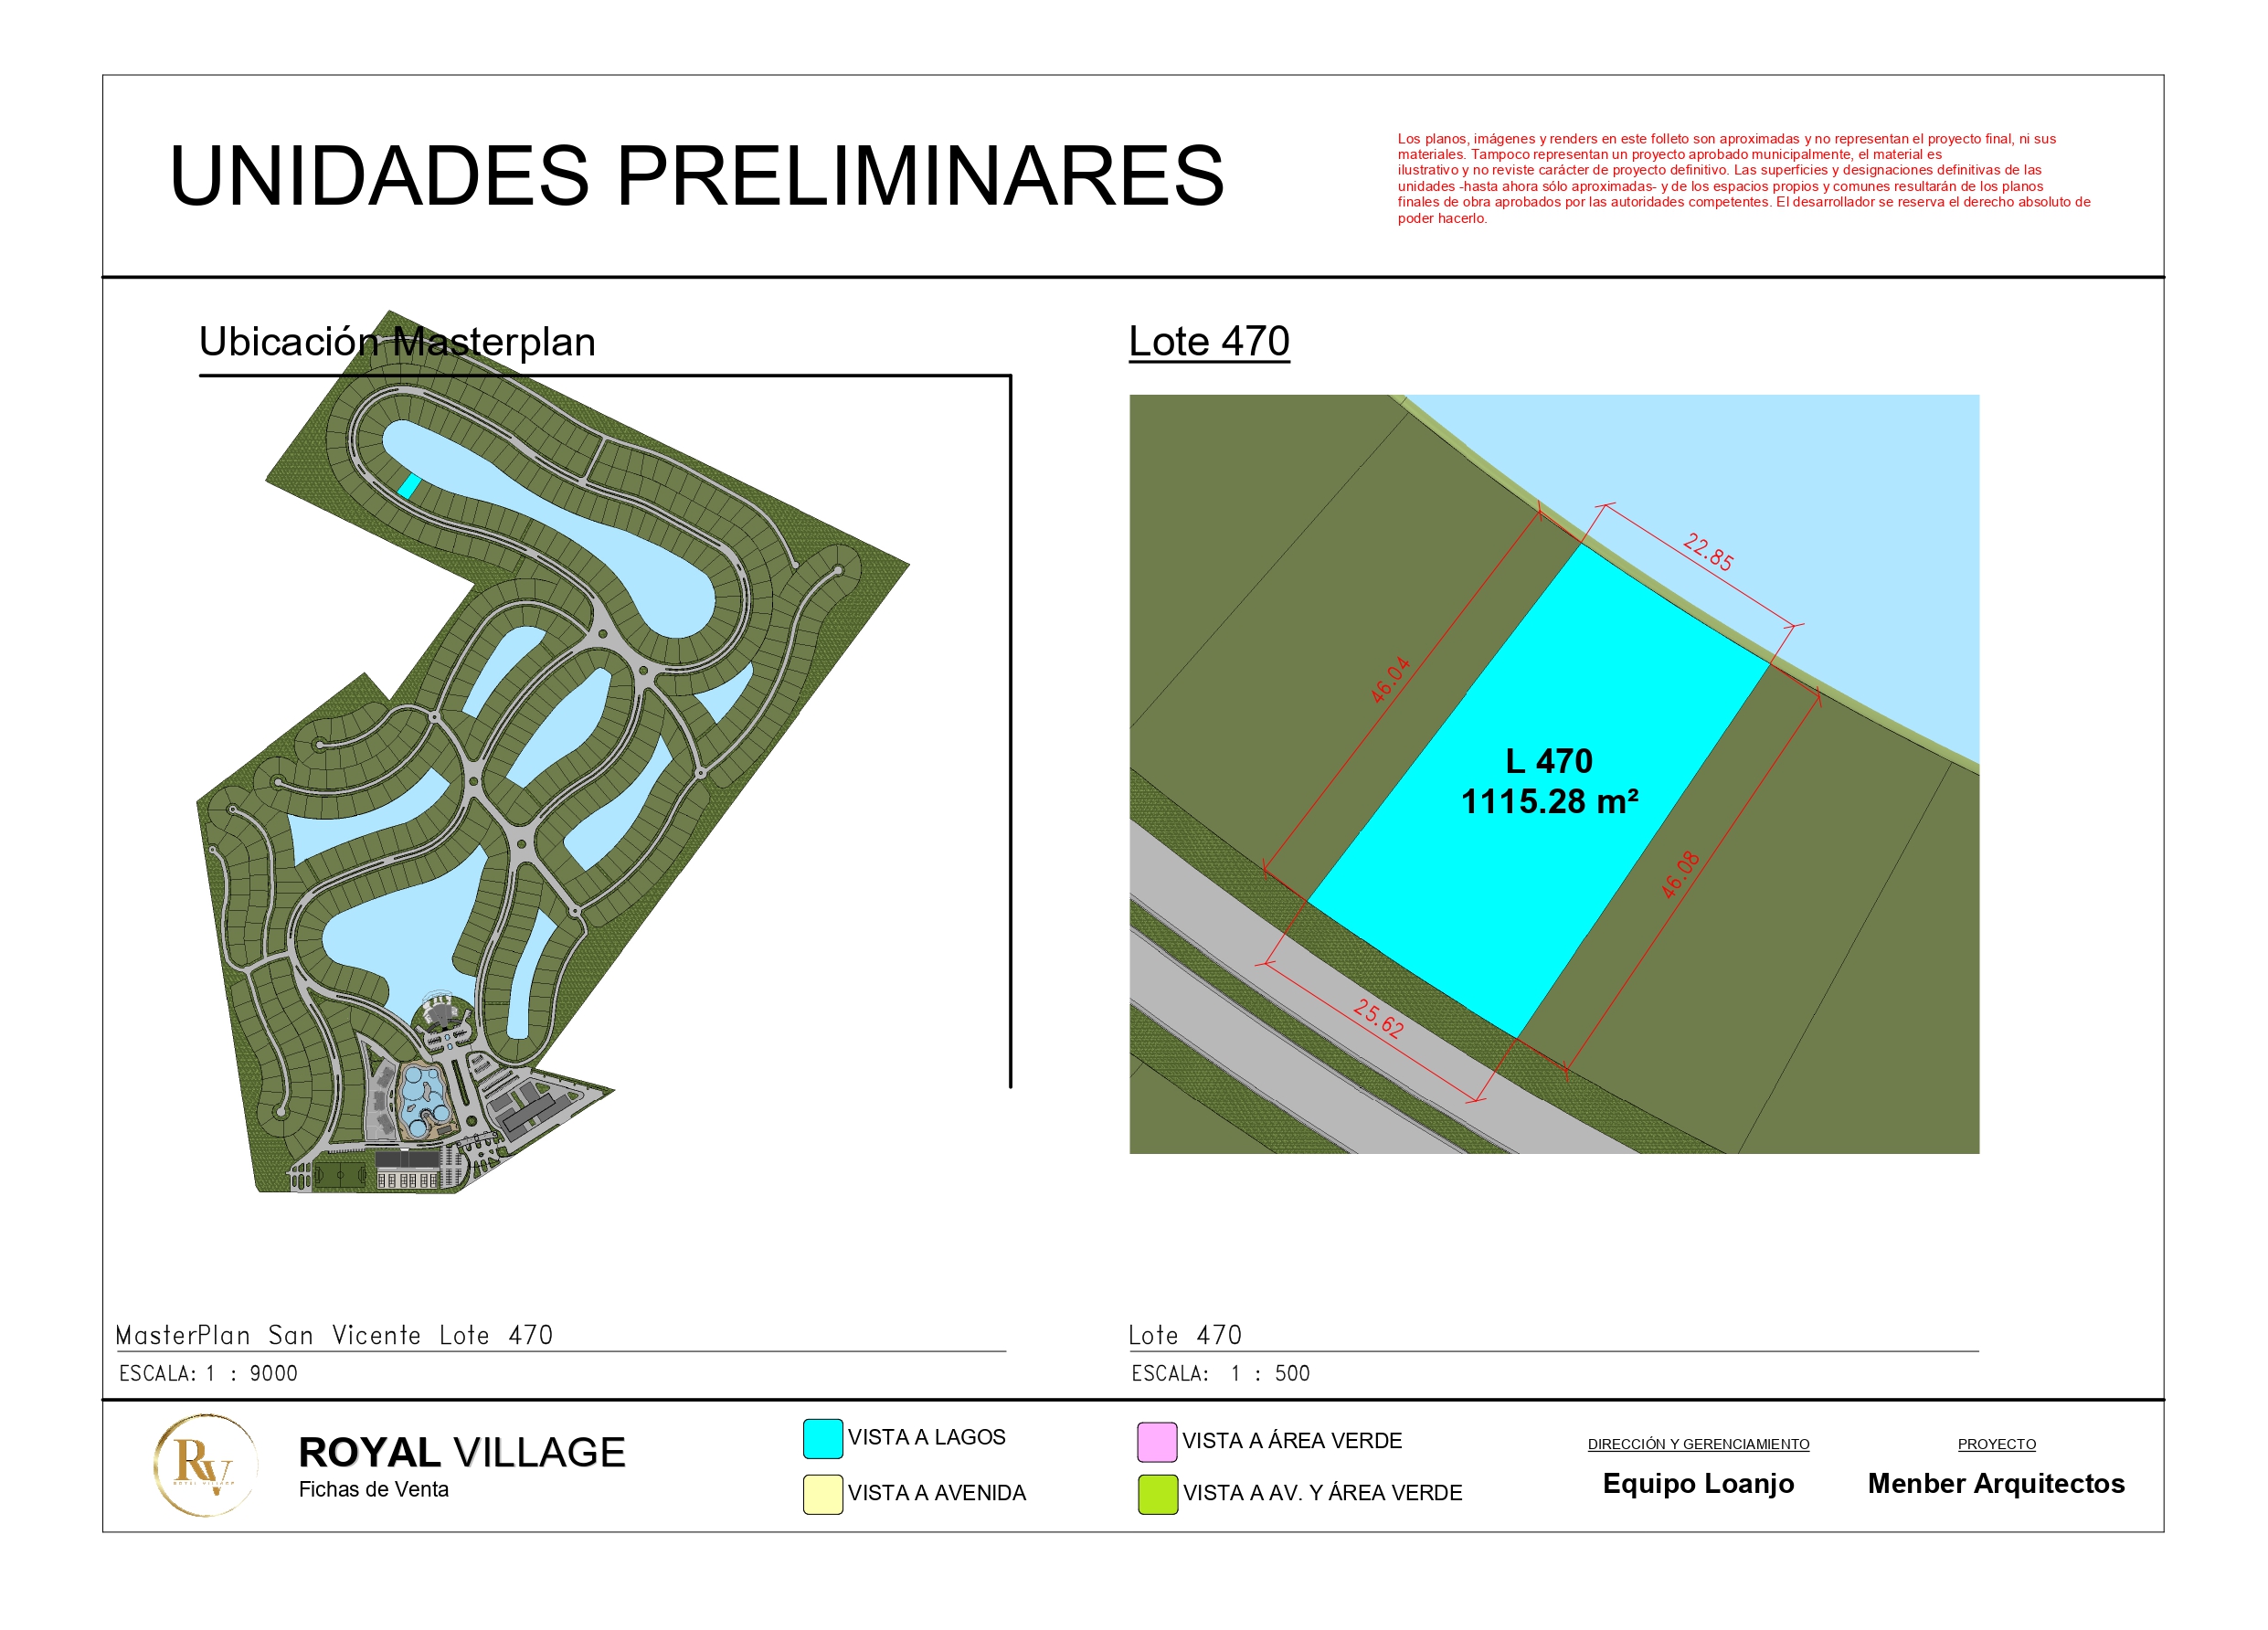 UNIDADES PRELIMINARES
Los planos, imágenes y renders en este folleto son aproximadas y no representan el proyecto final, ni sus
materiales. Tampoco representan un proyecto aprobado municipalmente, el material es
ilustrativo y no reviste carácter de proyecto definitivo. Las superficies y designaciones definitivas de las
unidades -hasta ahora sólo aproximadas- y de los espacios propios y comunes resultarán de los planos
finales de obra aprobados por las autoridades competentes. El desarrollador se reserva el derecho absoluto de
poder hacerlo.
Ubicación Masterplan
Lote 470
22.85
46.04
L 470
1115.28 m²
46.08
25.62
MasterPlan San Vicente Lote 470
ESCALA: 1 : 9000
Lote 470
ESCALA: 1 : 500
RV
ROYAL VILLAGE
ROYAL VILLAGE
Fichas de Venta
VISTA A LAGOS
VISTA A AVENIDA
VISTA A ÁREA VERDE
VISTA A AV. Y ÁREA VERDE
DIRECCIÓN Y GERENCIAMIENTO
Equipo Loanjo
PROYECTO
Menber Arquitectos